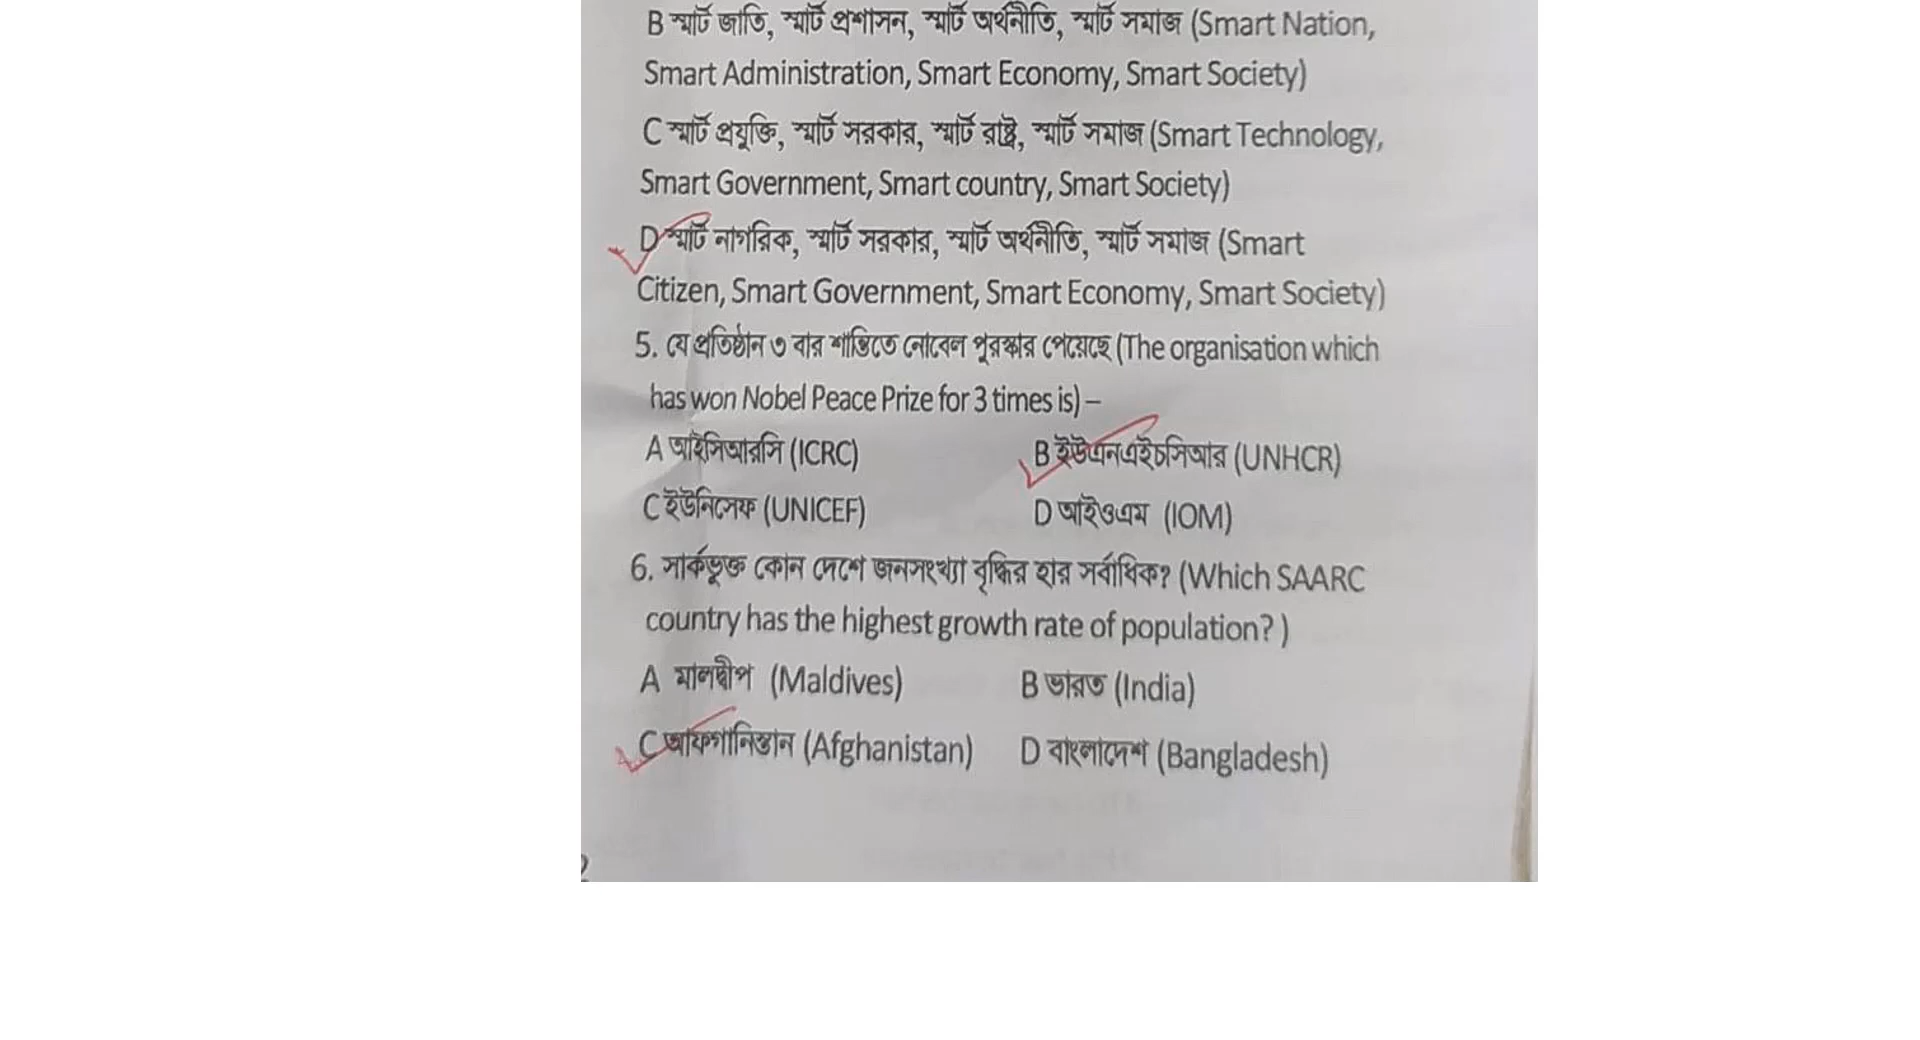 B স্মার্ট জাতি, স্মার্ট প্রশাসন, স্মার্ট অর্থনীতি, স্মার্ট সমাজ (Smart Nation,
Smart Administration, Smart Economy, Smart Society)
C স্মার্ট প্রযুক্তি, স্মার্ট সরকার, স্মার্ট রাষ্ট্র, স্মার্ট সমাজ (Smart Technology,
Smart Government, Smart country, Smart Society)
D স্মার্ট নাগরিক, স্মার্ট সরকার, স্মার্ট অর্থনীতি, স্মার্ট সমাজ (Smart
Citizen, Smart Government, Smart Economy, Smart Society)
5. যে প্রতিষ্ঠান ৩ বার শান্তিতে নোবেল পুরস্কার পেয়েছে (The organisation which
has won Nobel Peace Prize for 3 times is) –
A আইসিআরসি (ICRC) B ইউএনএইচসিআর (UNHCR)
C ইউনিসেফ (UNICEF) D আইওএম (IOM)
6. সার্কভূক্ত কোন দেশে জনসংখ্যা বৃদ্ধির হার সর্বাধিক? (Which SAARC
country has the highest growth rate of population? )
A মালদ্বীপ (Maldives) B ভারত (India)
C আফগানিস্তান (Afghanistan) D বাংলাদেশ (Bangladesh)